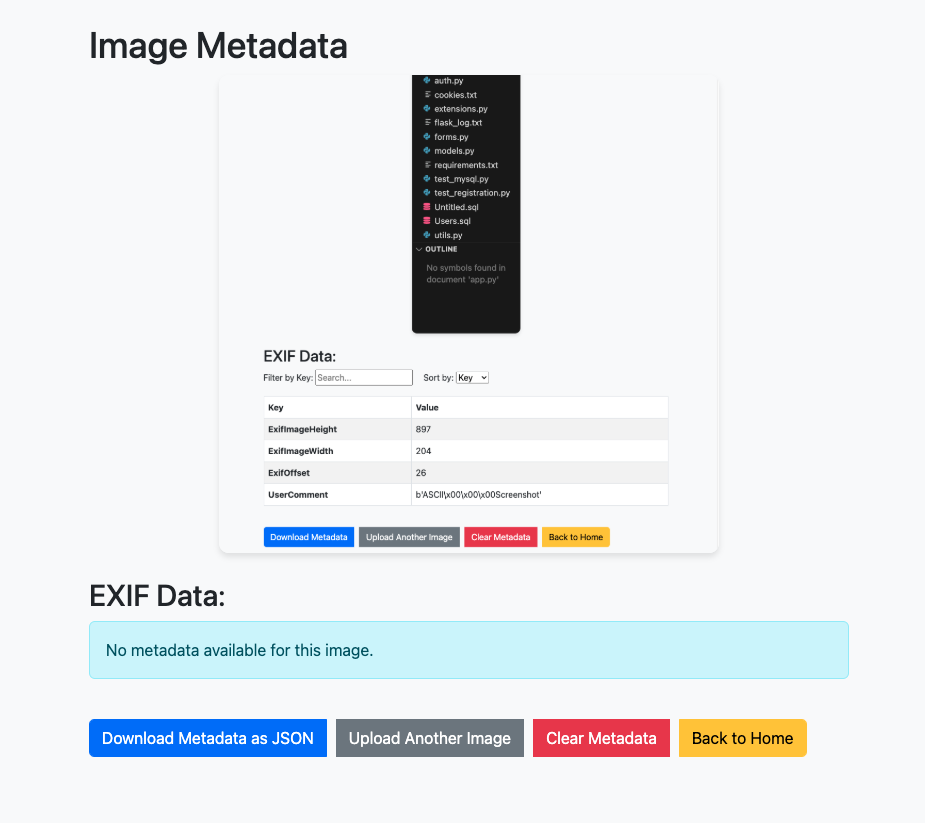 Image Metadata
auth.py
cookies.txt
extensions.py
flask_log.txt
forms.py
models.py
requirements.txt
test_mysql.py
test_registration.py
Untitled.sql
Users.sql
utils.py
OUTLINE
No symbols found in
document 'app.py'
EXIF Data:
Filter by Key: Search... Sort by: Key
Key Value
ExifImageHeight 897
ExifImageWidth 204
ExifOffset 26
UserComment b'ASCII\x00\x00\x00Screenshot'
Download Metadata Upload Another Image Clear Metadata Back to Home
EXIF Data:
No metadata available for this image.
Download Metadata as JSON Upload Another Image Clear Metadata Back to Home